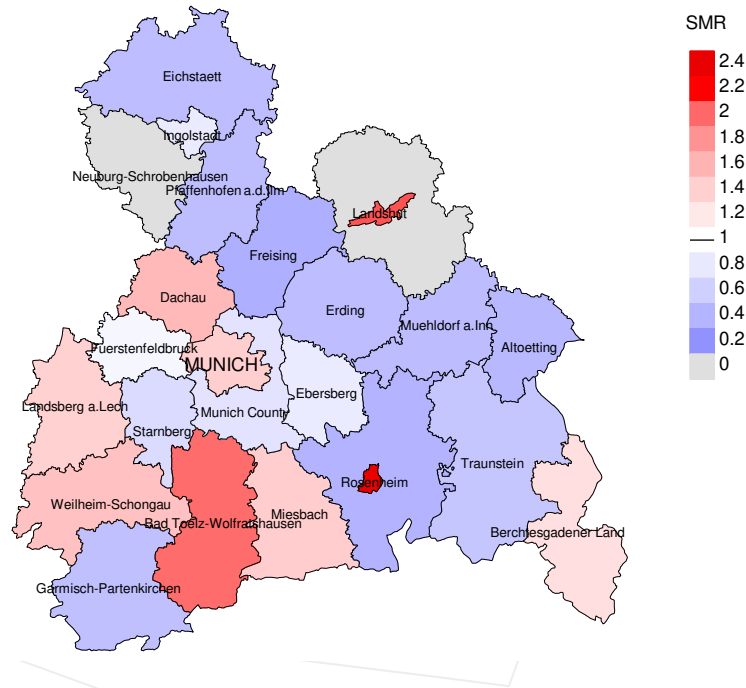 SMR
2.4
2.2
2
1.8
1.6
1.4
1.2
1
0.8
0.6
0.4
0.2
0
Eichstaett
Ingolstadt
Neuburg-Schrobenhausen
Pfaffenhofen a.d.Ilm
Landshut
Freising
Dachau
Erding
Muehldorf a.Inn
Altoetting
Fuerstenfeldbruck
MUNICH
Ebersberg
Landsberg a.Lech
Munich County
Starnberg
Traunstein
Rosenheim
Weilheim-Schongau
Miesbach
Bad Toelz-Wolfratshausen
Berchtesgadener Land
Garmisch-Partenkirchen